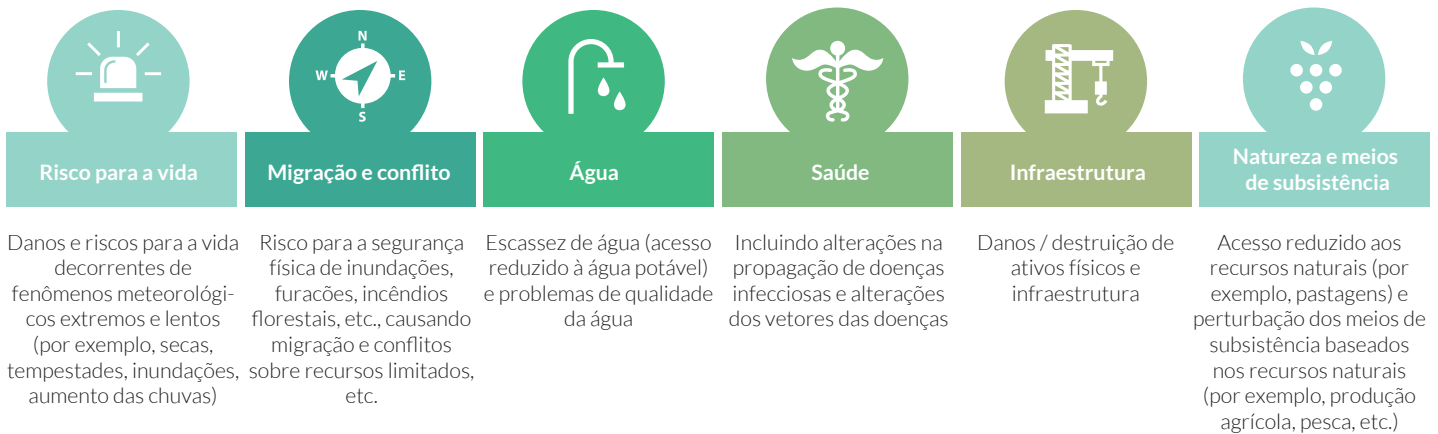 N
W
E
S
Risco para a vida
Danos e riscos para a vida
decorrentes de
fenômenos meteorológi-
cos extremos e lentos
(por exemplo, secas,
tempestades, inundações,
aumento das chuvas)
Migração e conflito
Risco para a segurança
física de inundações,
furacões, incêndios
florestais, etc., causando
migração e conflitos
sobre recursos limitados,
etc.
Água
Escassez de água (acesso
reduzido à água potável)
e problemas de qualidade
da água
Saúde
Incluindo alterações na
propagação de doenças
infecciosas e alterações
dos vetores das doenças
Infraestrutura
Danos / destruição de
ativos físicos e
infraestrutura
Natureza e meios
de subsistência
Acesso reduzido aos
recursos naturais (por
exemplo, pastagens) e
perturbação dos meios de
subsistência baseados
nos recursos naturais
(por exemplo, produção
agrícola, pesca, etc.)